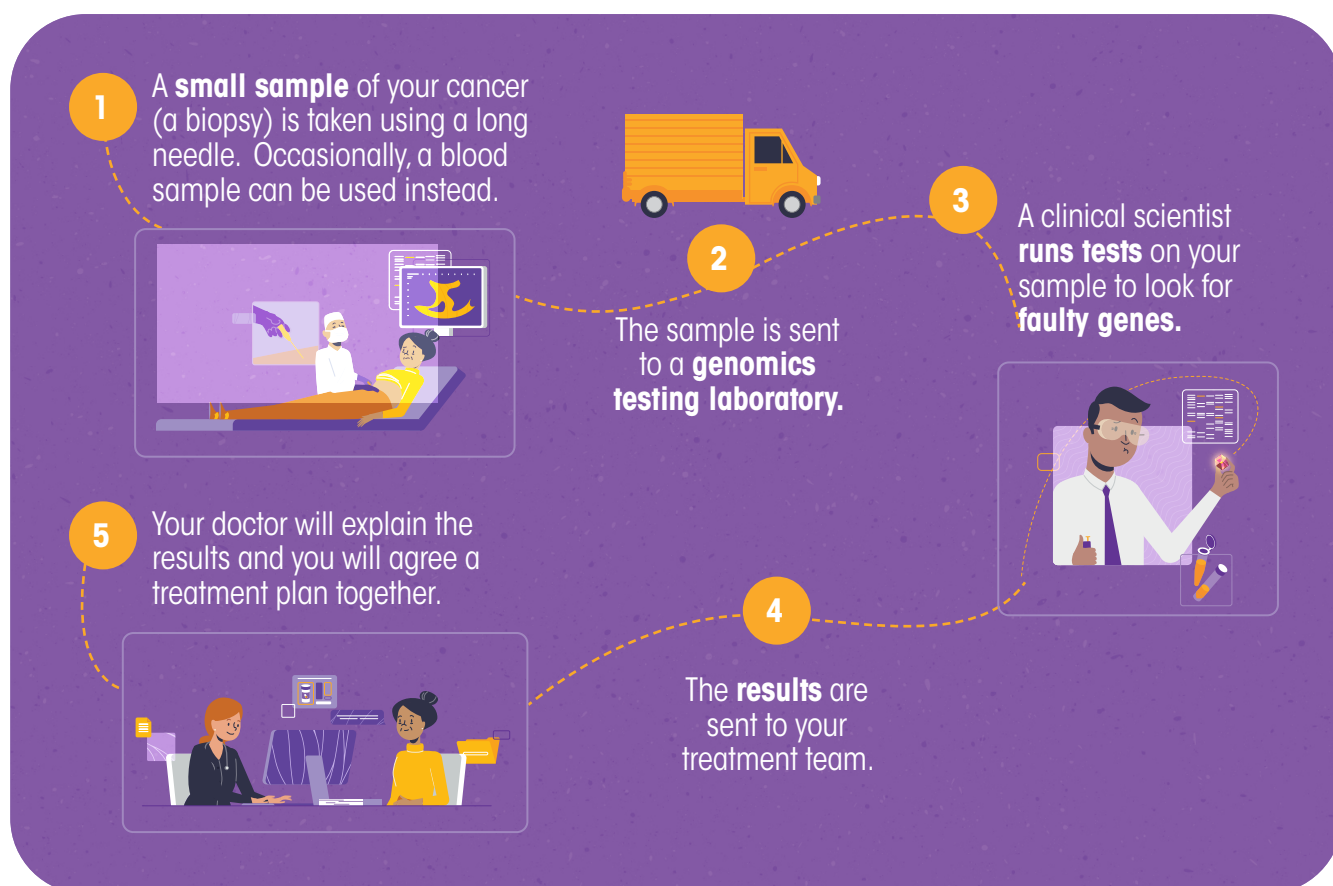 1
A small sample of your cancer
(a biopsy) is taken using a long
needle. Occasionally, a blood
sample can be used instead.
2
The sample is sent
to a genomics
testing laboratory.
3
A clinical scientist
runs tests on your
sample to look for
faulty genes.
4
The results are
sent to your
treatment team.
5
Your doctor will explain the
results and you will agree a
treatment plan together.